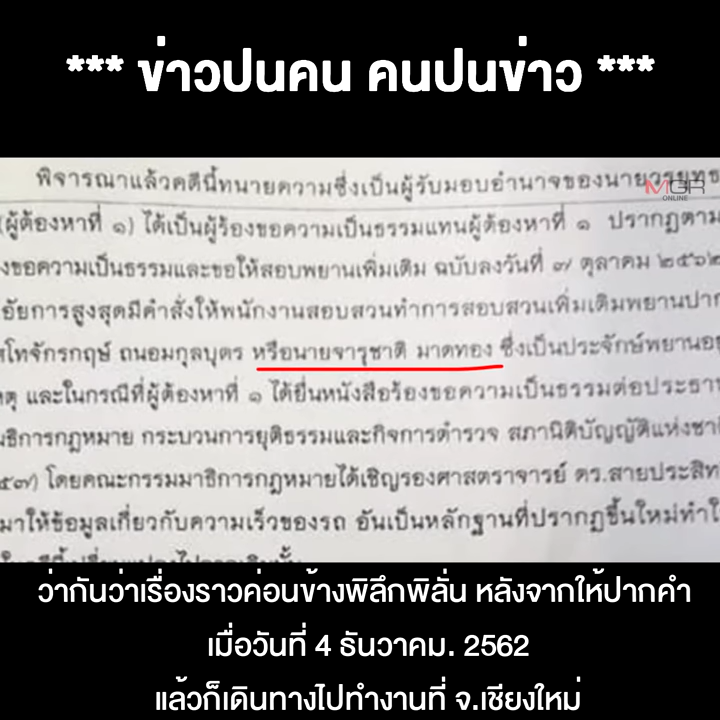 *** ข่าวปนคน คนปนข่าว ***
MGR
ONLINE
พิจารณาแล้วคดีนี้ทนายความซึ่งเป็นผู้รับมอบอำนาจของนายวรยุทธ
(ผู้ต้องหาที่ ๑) ได้เป็นผู้ร้องขอความเป็นธรรมแทนผู้ต้องหาที่ ๑ ปรากฏตาม
งขอความเป็นธรรมและขอให้สอบพยานเพิ่มเติม ฉบับลงวันที่ ๗ ตุลาคม ๒๕๖๒
อัยการสูงสุดมีคำสั่งให้พนักงานสอบสวนทำการสอบสวนเพิ่มเติมพยานปาก
ศโทจักรกฤษ์ ถนอมกุลบุตร หรือนายจารุชาติ มาดทอง ซึ่งเป็นประจักษ์พยานอย
หตุ และในกรณีที่ผู้ต้องหาที่ ๑ ได้ยื่นหนังสือร้องขอความเป็นธรรมต่อประธาน
นธิการกฎหมาย กระบวนการยุติธรรมและกิจการตำรวจ สภานิติบัญญัติแห่งชาติ
๕๗) โดยคณะกรรมมาธิการกฎหมายได้เชิญรองศาสตราจารย์ ดร.สายประสิท
มาให้ข้อมูลเกี่ยวกับความเร็วของรถ อันเป็นหลักฐานที่ปรากฏขึ้นใหม่ทำใ
ว่ากันว่าเรื่องราวค่อนข้างพิลึกพิลั่น หลังจากให้ปากคำ
เมื่อวันที่ 4 ธันวาคม. 2562
แล้วก็เดินทางไปทำงานที่ จ.เชียงใหม่